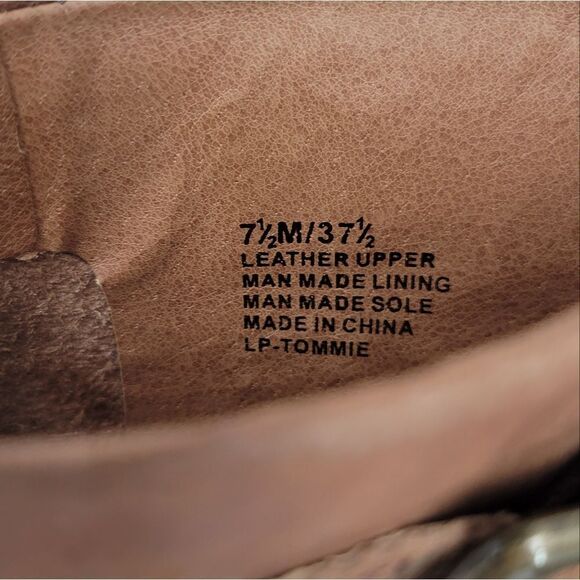 7½M/37½
LEATHER UPPER
MAN MADE LINING
MAN MADE SOLE
MADE IN CHINA
LP-TOMMIE